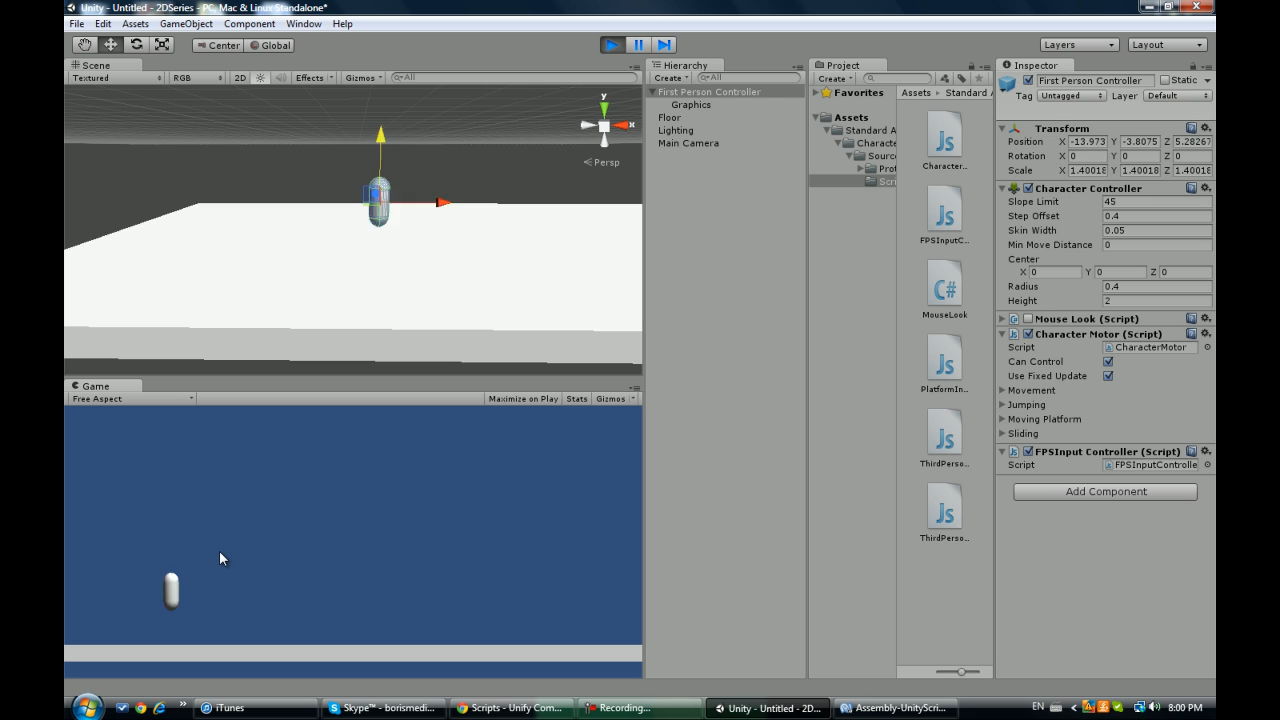 Unity - Untitled - 2DSeries - PC, Mac & Linux Standalone*
File Edit Assets GameObject Component Window Help
Center Global Layers Layout
Scene
Textured RGB 2D Effects Gizmos All
y
x
Persp
Game
Free Aspect Maximize on Play Stats Gizmos
Hierarchy
Create All
First Person Controller
Graphics
Floor
Lighting
Main Camera
Project
Create
Favorites
Assets
Standard A
Characte
Sourc
Prot
Scri
Assets Standard A
Js
Character...
Js
FPSInputC...
C#
MouseLook
Js
PlatformIn...
Js
ThirdPerso...
Js
ThirdPerso...
Inspector
First Person Controller Static
Tag Untagged Layer Default
Transform
Position X -13.973 Y -3.8075 Z 5.28267
Rotation X 0 Y 0 Z 0
Scale X 1.40018 Y 1.40018 Z 1.40018
Character Controller
Slope Limit 45
Step Offset 0.4
Skin Width 0.05
Min Move Distance 0
Center
X 0 Y 0 Z 0
Radius 0.4
Height 2
Mouse Look (Script)
Character Motor (Script)
Script CharacterMotor
Can Control
Use Fixed Update
Movement
Jumping
Moving Platform
Sliding
FPSInput Controller (Script)
Script FPSInputControlle
Add Component
iTunes Skype™ - borismedi... Scripts - Unify Com... Recording... Unity - Untitled - 2D... Assembly-UnityScri... EN 8:00 PM